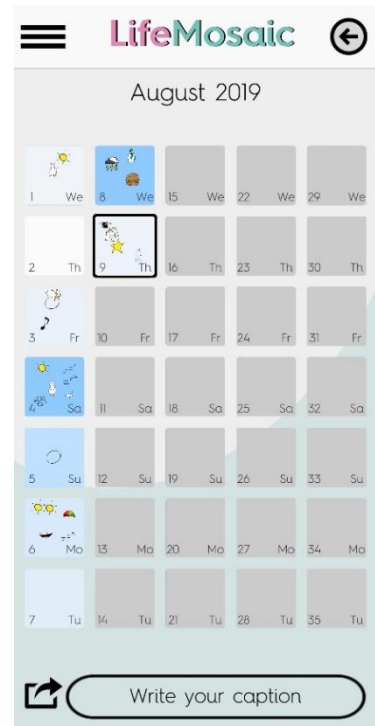 LifeMosaic
August 2019
1 We 8 We 15 We 22 We 29 We
2 Th 9 Th 16 Th 23 Th 30 Th
3 Fr 10 Fr 17 Fr 24 Fr 31 Fr
4 Sa 11 Sa 18 Sa 25 Sa 32 Sa
5 Su 12 Su 19 Su 26 Su 33 Su
6 Mo 13 Mo 20 Mo 27 Mo 34 Mo
7 Tu 14 Tu 21 Tu 28 Tu 35 Tu
Write your caption